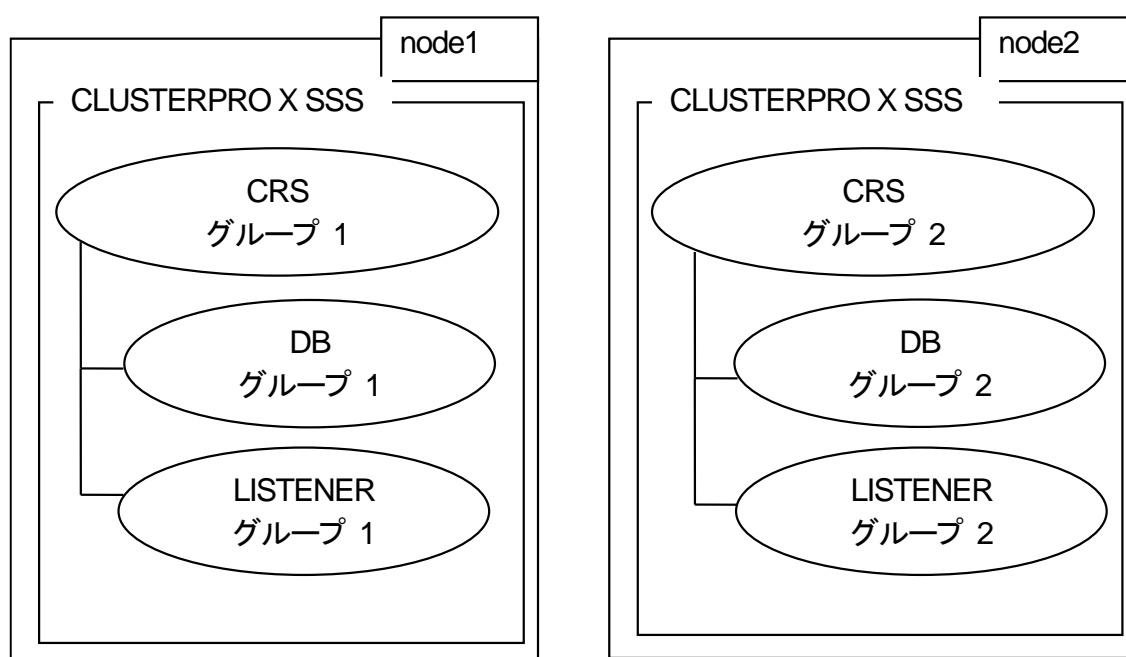 node1
CLUSTERPRO X SSS
CRS
グループ 1
DB
グループ 1
LISTENER
グループ 1
node2
CLUSTERPRO X SSS
CRS
グループ 2
DB
グループ 2
LISTENER
グループ 2